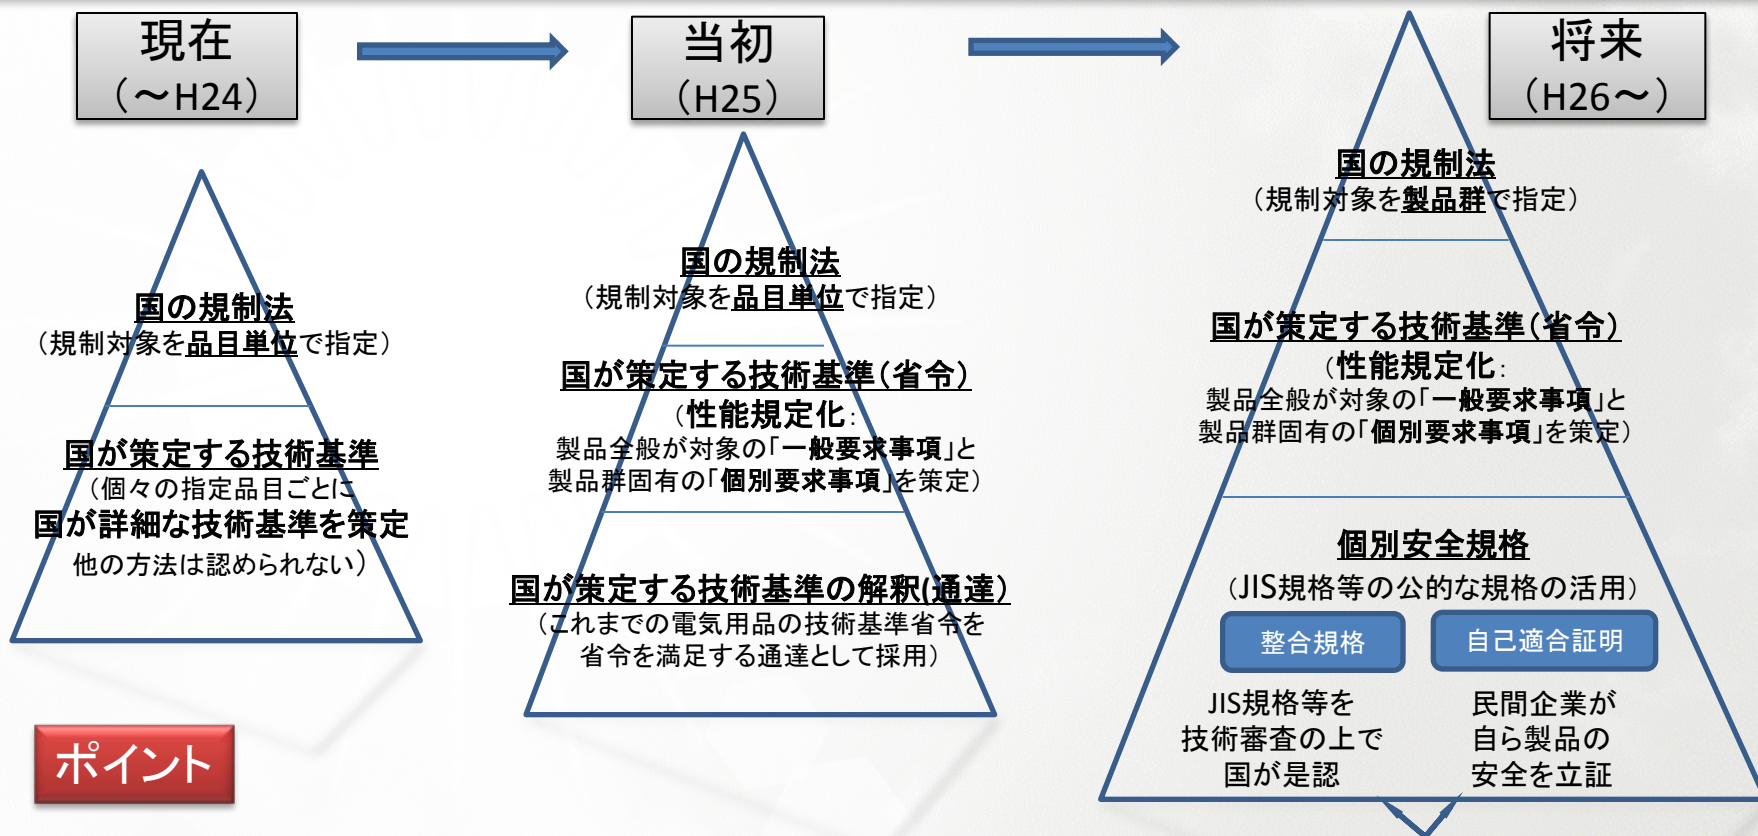 現在
（～H24）
国の規制法
（規制対象を品目単位で指定）
国が策定する技術基準
（個々の指定品目ごとに
国が詳細な技術基準を策定
他の方法は認められない）
当初
（H25）
国の規制法
（規制対象を品目単位で指定）
国が策定する技術基準（省令）
（性能規定化：
製品全般が対象の「一般要求事項」と
製品群固有の「個別要求事項」を策定）
国が策定する技術基準の解釈(通達）
（これまでの電気用品の技術基準省令を
省令を満足する通達として採用）
将来
（H26～）
国の規制法
（規制対象を製品群で指定）
国が策定する技術基準（省令）
（性能規定化：
製品全般が対象の「一般要求事項」と
製品群固有の「個別要求事項」を策定）
個別安全規格
（JIS規格等の公的な規格の活用）
整合規格
JIS規格等を
技術審査の上で
国が是認
自己適合証明
民間企業が
自ら製品の
安全を立証
ポイント